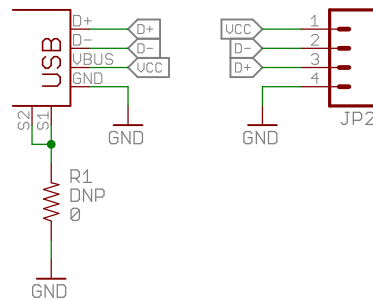 USB
D+
D-
VBUS
GND
D+
D-
VCC
GND
S2
S1
R1
DNP
0
GND
VCC
D-
D+
1
2
3
4
GND
JP2